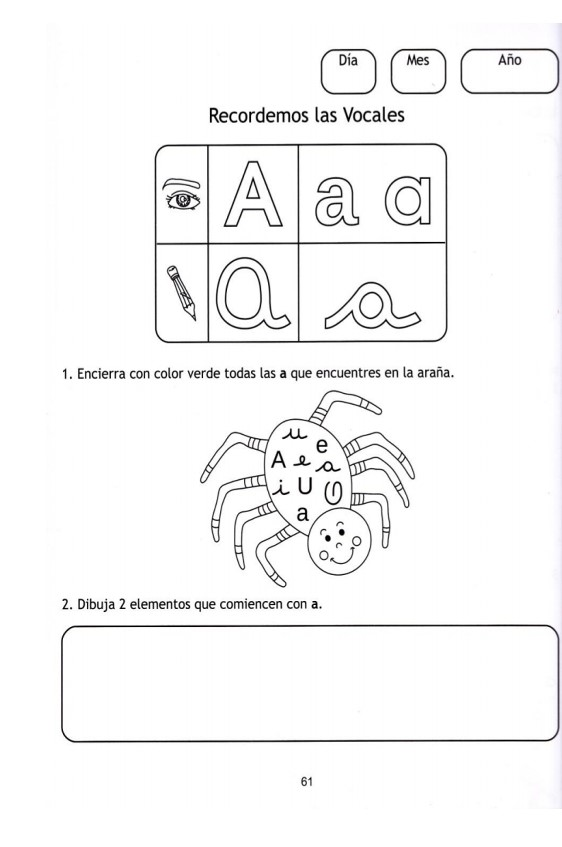 Día Mes Año
Recordemos las Vocales
A a ɑ
a a
1. Encierra con color verde todas las a que encuentres en la araña.
u e
A e a
i U
a
2. Dibuja 2 elementos que comiencen con a.
61